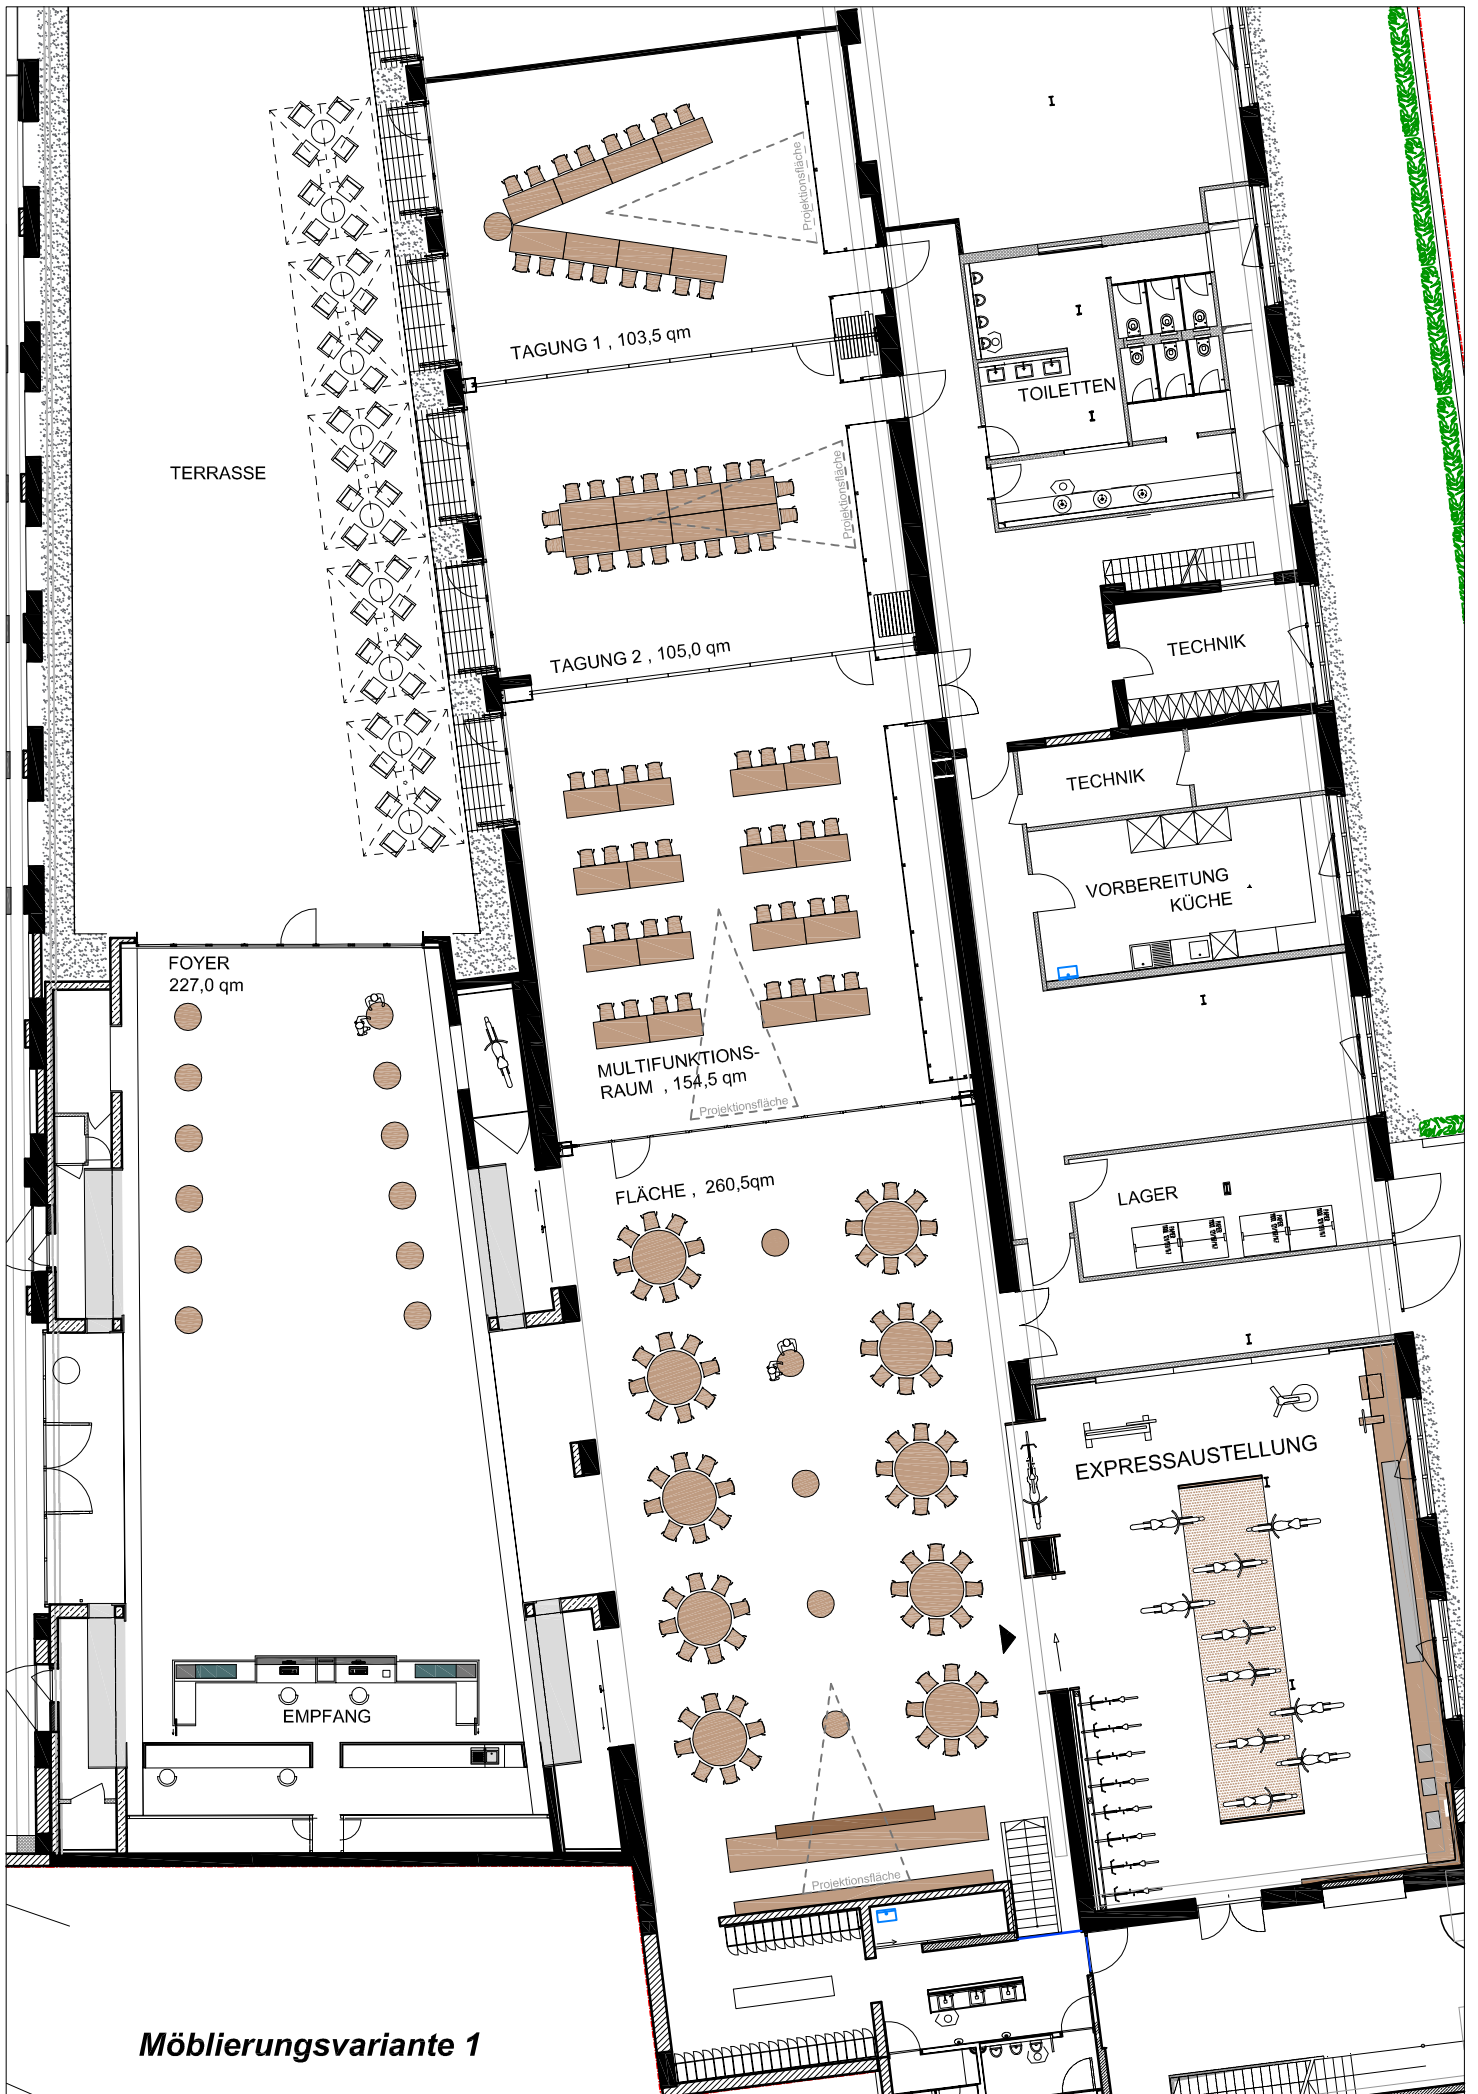 Projektionsfläche
TAGUNG 1 , 103,5 qm
TOILETTEN
TERRASSE
Projektionsfläche
TAGUNG 2 , 105,0 qm
TECHNIK
TECHNIK
VORBEREITUNG
KÜCHE
FOYER
227,0 qm
MULTIFUNKTIONS-
RAUM , 154,5 qm
Projektionsfläche
FLÄCHE , 260,5qm
LAGER
EXPRESSAUSTELLUNG
EMPFANG
Projektionsfläche
Möblierungsvariante 1